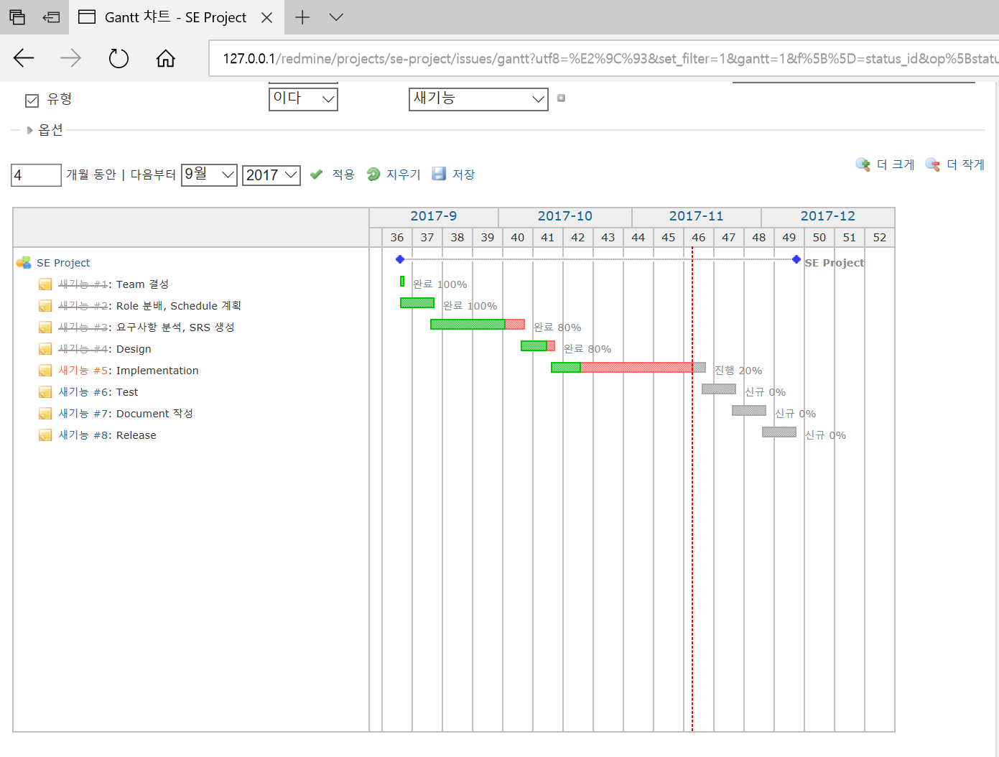 Gantt 챠트 - SE Project
127.0.0.1/redmine/projects/se-project/issues/gantt?utf8=%E2%9C%93&set_filter=1&gantt=1&f%5B%5D=status_id&op%5Bstatu
유형 이다 새기능
옵션
더 크게 더 작게
4 개월 동안 | 다음부터 9월 2017 적용 지우기 저장
2017-9 2017-10 2017-11 2017-12
36 37 38 39 40 41 42 43 44 45 46 47 48 49 50 51 52
SE Project SE Project
새기능 #1: Team 결성 완료 100%
새기능 #2: Role 분배, Schedule 계획 완료 100%
새기능 #3: 요구사항 분석, SRS 생성 완료 80%
새기능 #4: Design 완료 80%
새기능 #5: Implementation 진행 20%
새기능 #6: Test 신규 0%
새기능 #7: Document 작성 신규 0%
새기능 #8: Release 신규 0%